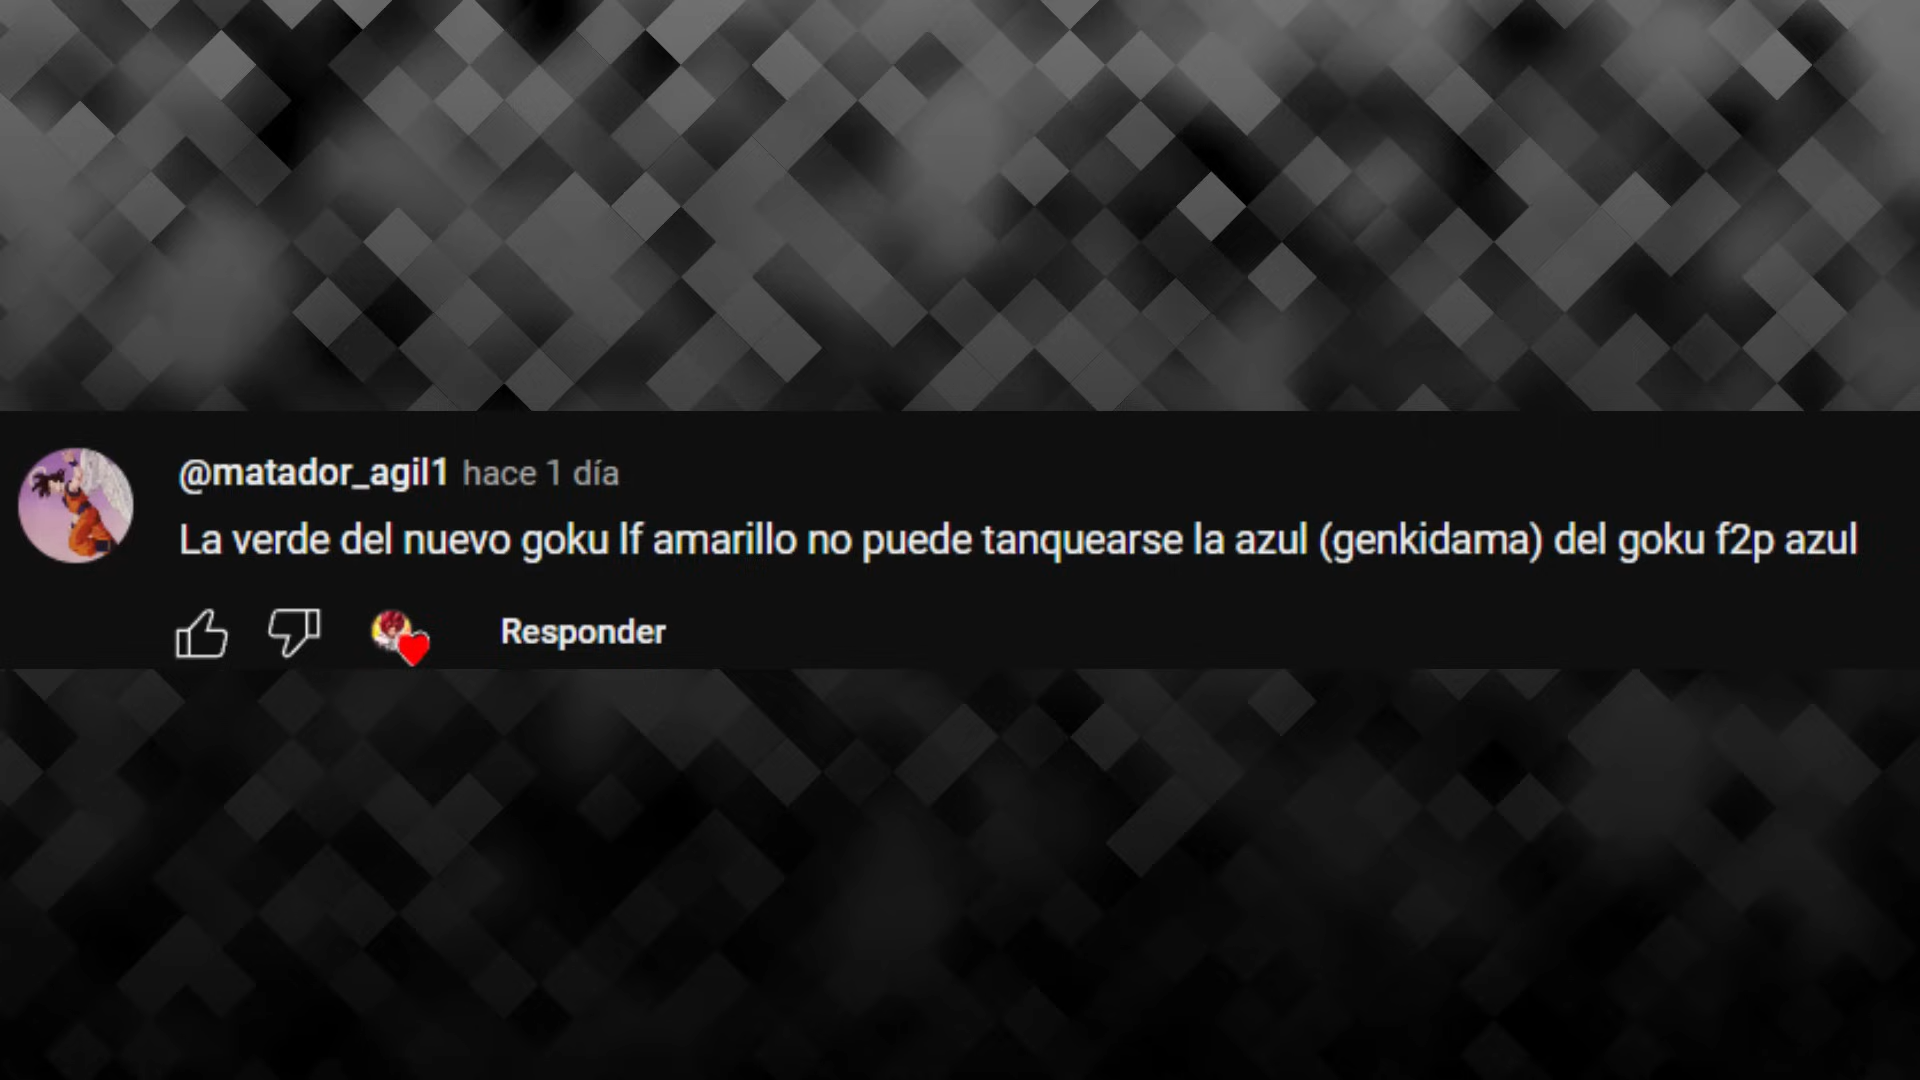 @matador_agil1 hace 1 día
La verde del nuevo goku lf amarillo no puede tanquearse la azul (genkidama) del goku f2p azul
Responder